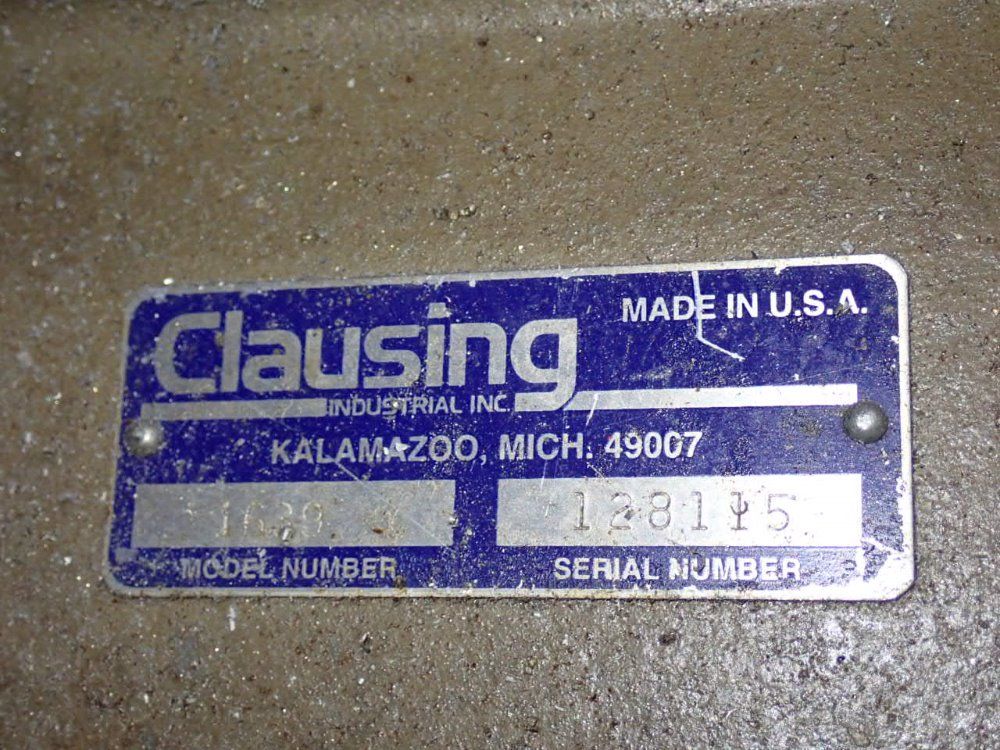 Clausing
MADE IN U.S.A.
INDUSTRIAL INC.
KALAMAZOO, MICH. 49007
128115
MODEL NUMBER
SERIAL NUMBER